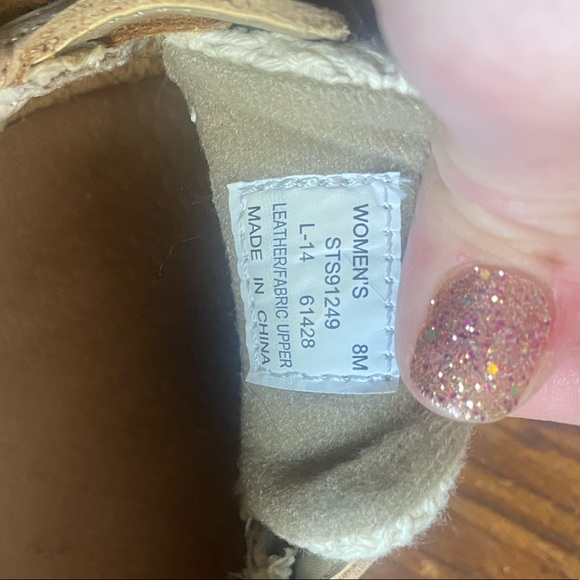 WOMEN'S 8M
STS91249
L-14 61428
LEATHER/FABRIC UPPER
MADE IN CHINA